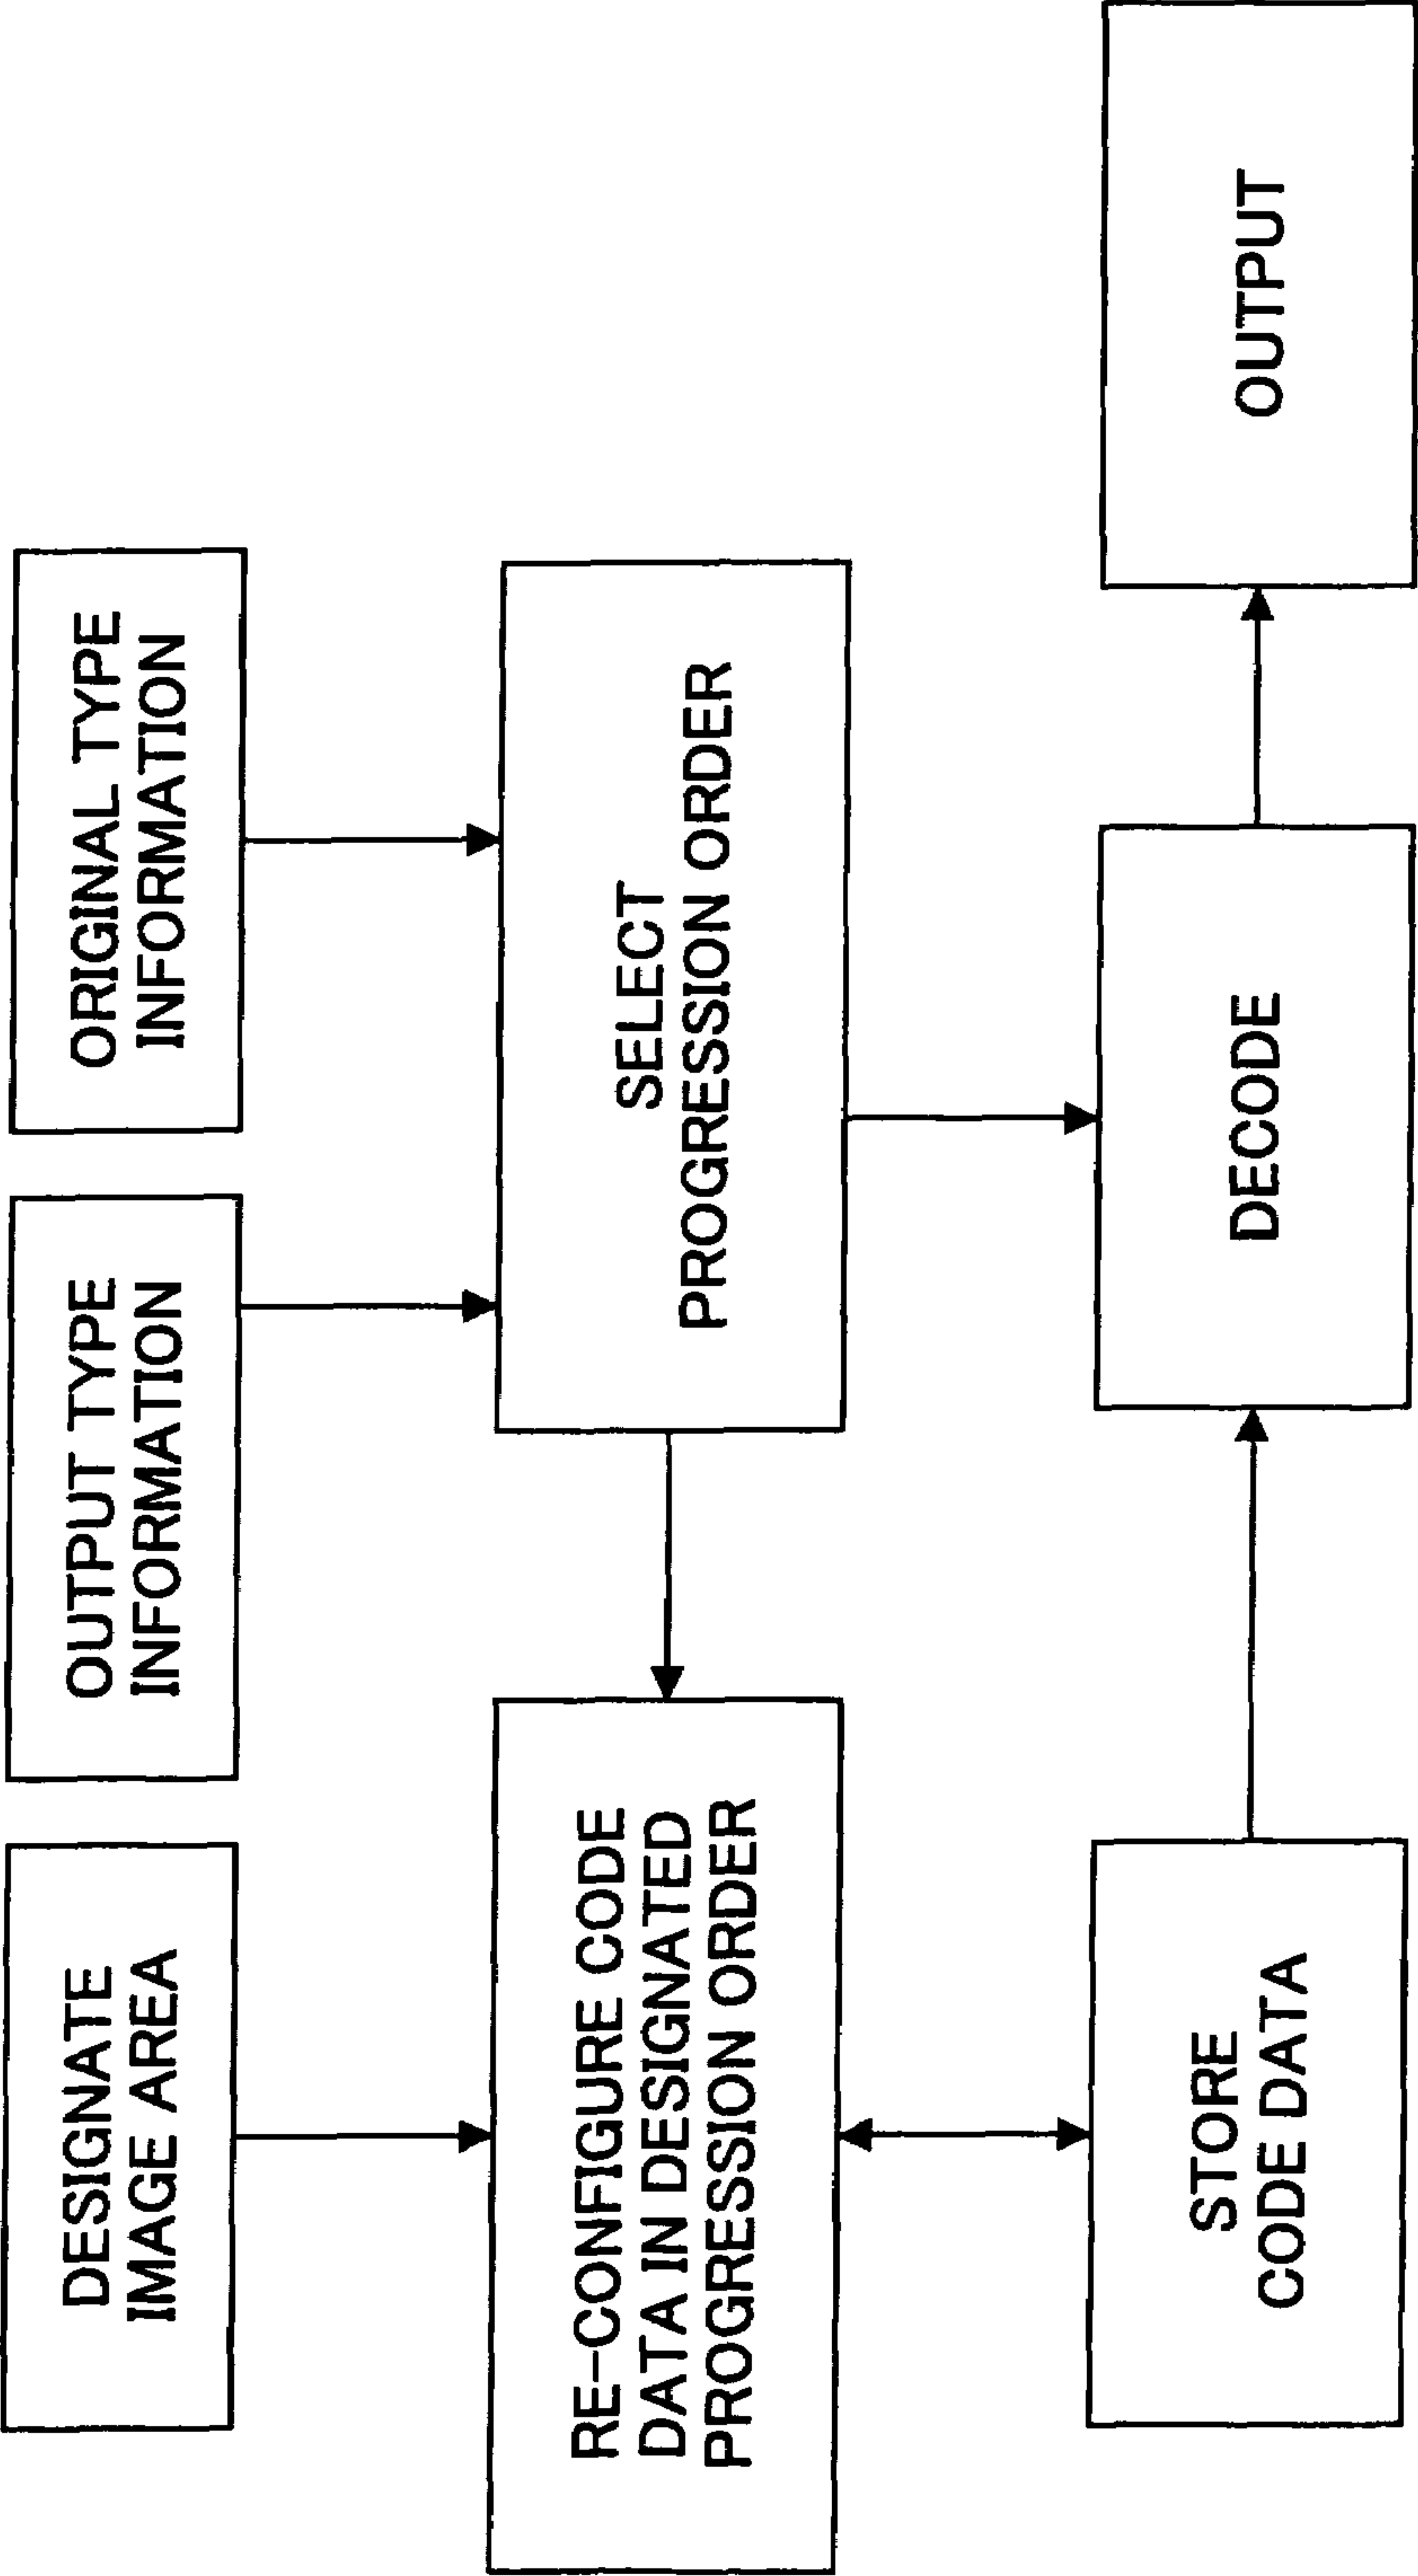 DESIGNATE
IMAGE AREA
OUTPUT TYPE
INFORMATION
ORIGINAL TYPE
INFORMATION
RE-CONFIGURE CODE
DATA IN DESIGNATED
PROGRESSION ORDER
SELECT
PROGRESSION ORDER
STORE
CODE DATA
DECODE
OUTPUT